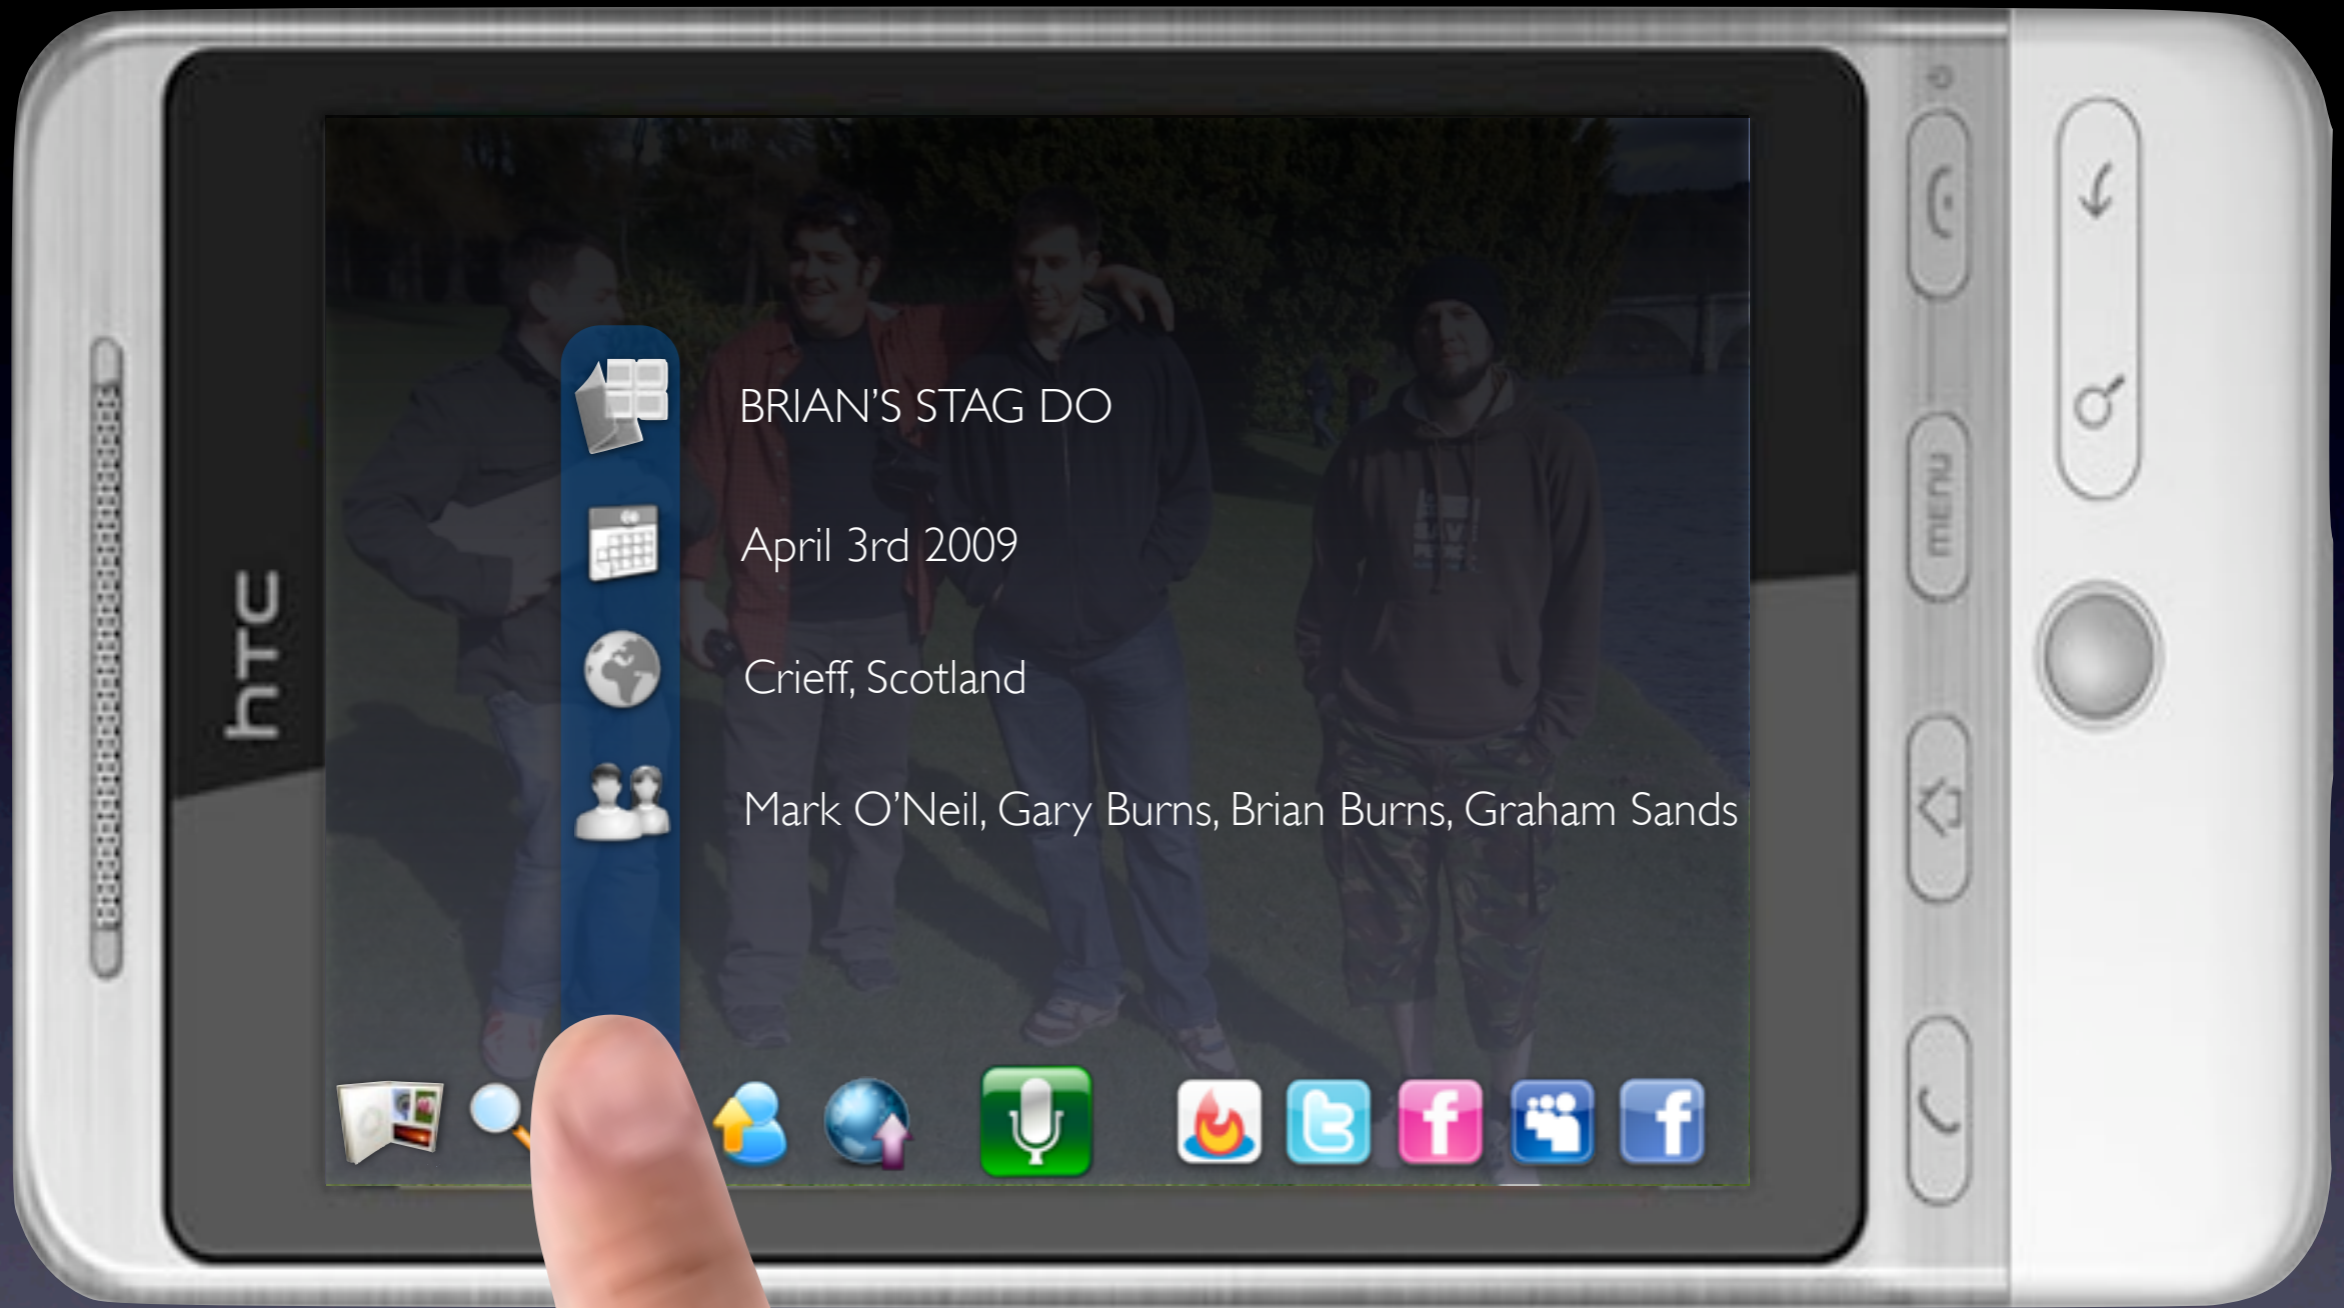 BRIAN'S STAG DO
April 3rd 2009
Crieff, Scotland
Mark O'Neil, Gary Burns, Brian Burns, Graham Sands
hTC
MENU